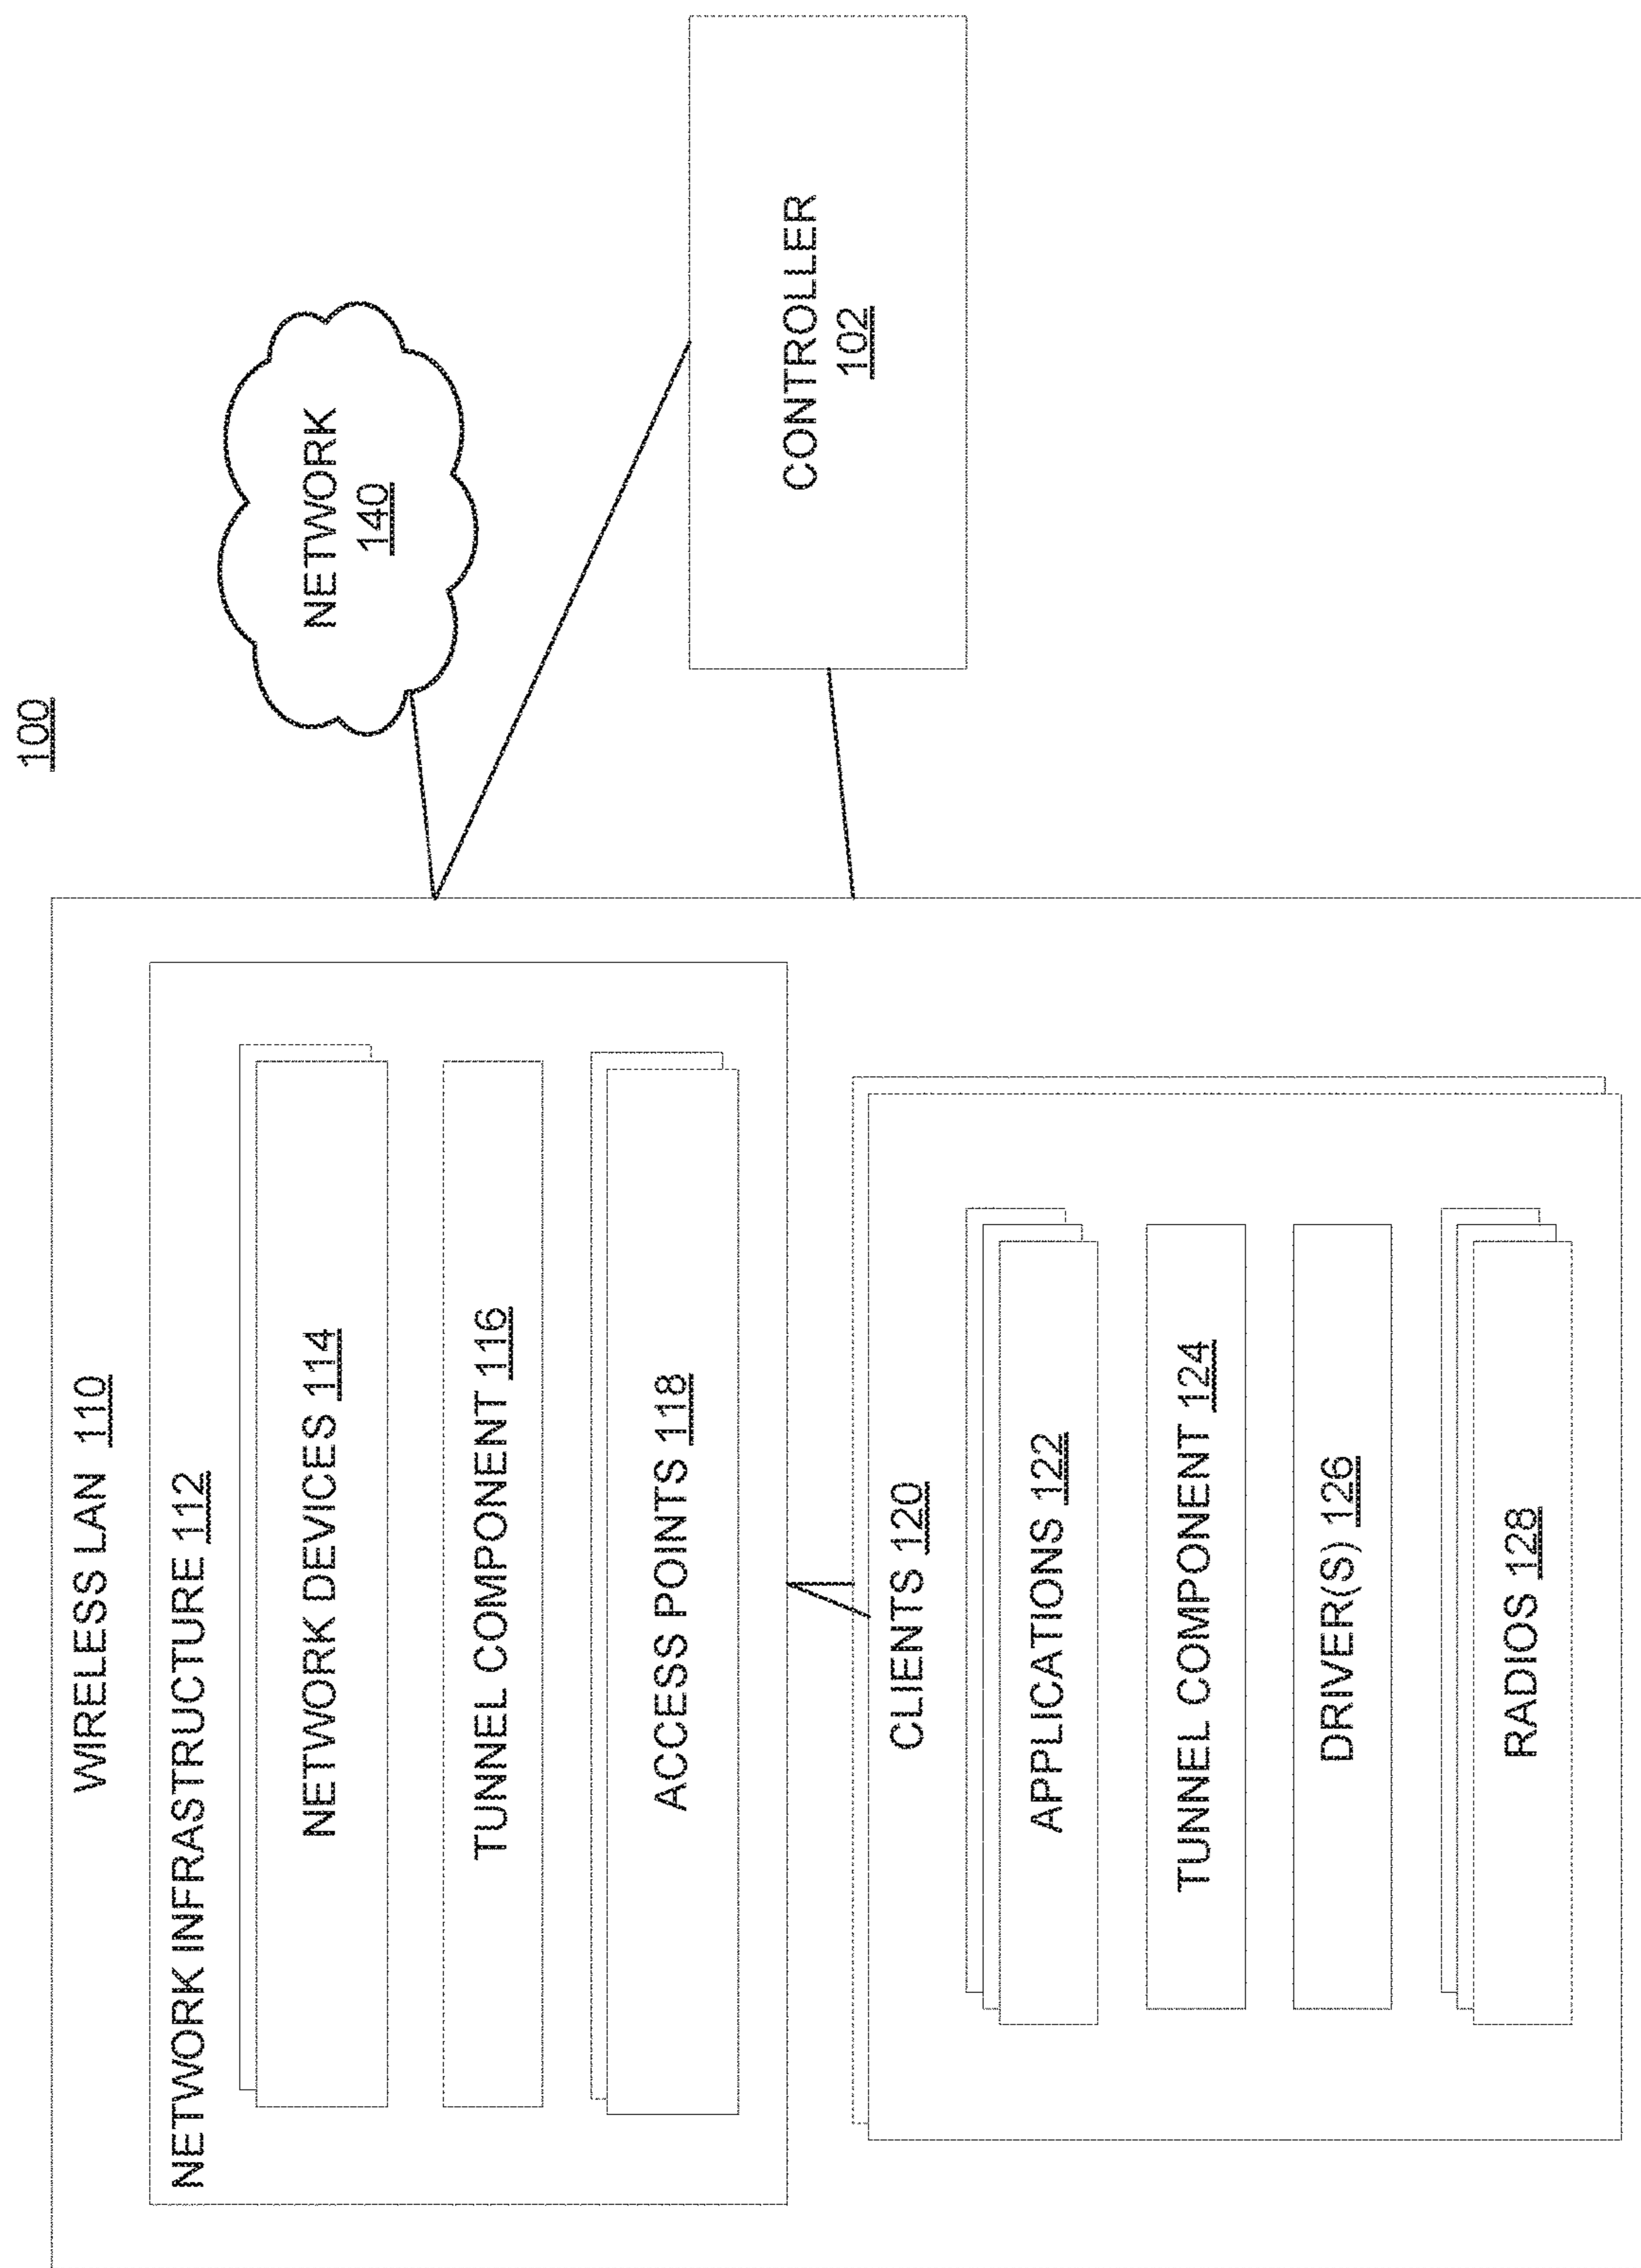 100
WIRELESS LAN 110
NETWORK INFRASTRUCTURE 112
NETWORK DEVICES 114
TUNNEL COMPONENT 116
ACCESS POINTS 118
CLIENTS 120
APPLICATIONS 122
TUNNEL COMPONENT 124
DRIVER(S) 126
RADIOS 128
NETWORK
140
CONTROLLER
102